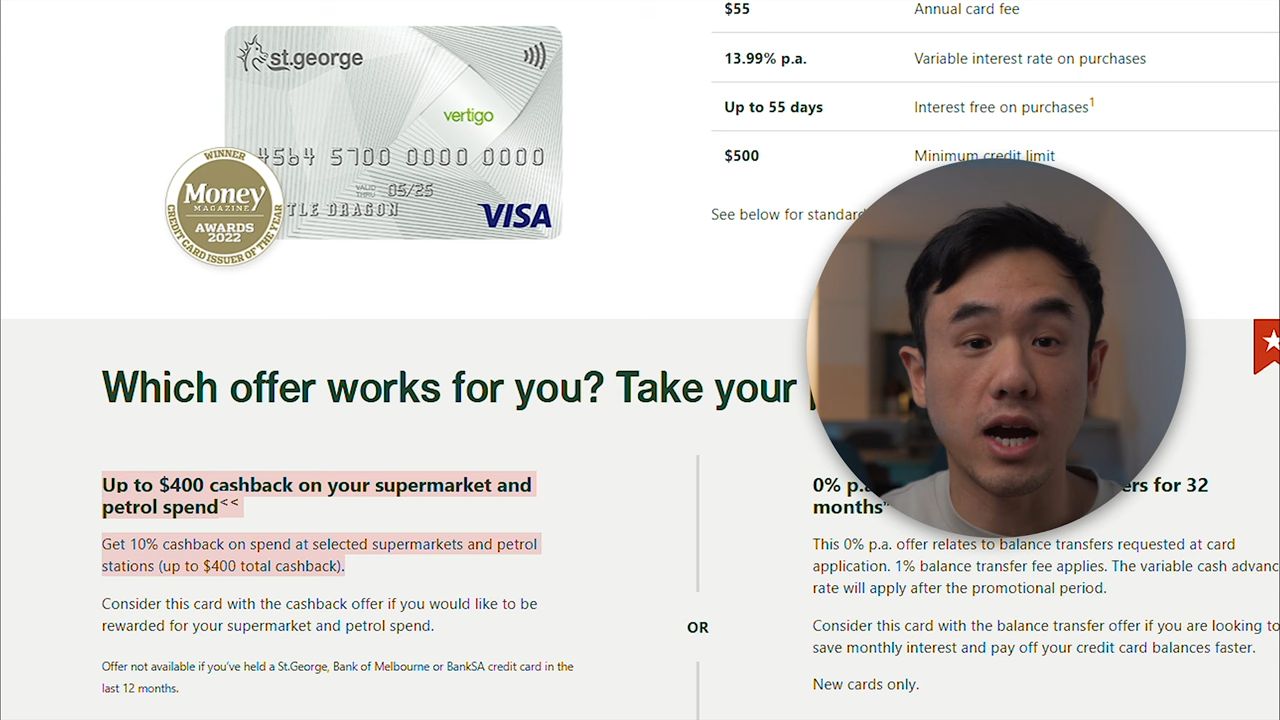 st.george
vertigo
4564 5700 0000 0000
VALID
THRU
05/25
TLE DRAGON
VISA
WINNER
Money
MAGAZINE
AWARDS
2022
CREDIT CARD ISSUER OF THE YEAR
$55 Annual card fee
13.99% p.a. Variable interest rate on purchases
Up to 55 days Interest free on purchases1
$500 Minimum credit limit
See below for standard
Which offer works for you? Take your
Up to $400 cashback on your supermarket and
petrol spend<<
Get 10% cashback on spend at selected supermarkets and petrol
stations (up to $400 total cashback).
Consider this card with the cashback offer if you would like to be
rewarded for your supermarket and petrol spend.
Offer not available if you've held a St.George, Bank of Melbourne or BankSA credit card in the
last 12 months.
OR
0% p.a. for 32
months
This 0% p.a. offer relates to balance transfers requested at card
application. 1% balance transfer fee applies. The variable cash advanc
rate will apply after the promotional period.
Consider this card with the balance transfer offer if you are looking to
save monthly interest and pay off your credit card balances faster.
New cards only.